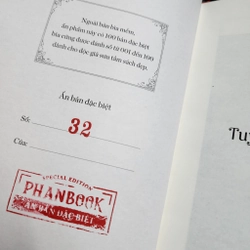 Ngoài bản bìa mềm,
ấn phẩm này có 100 bản đặc biệt
bìa cứng được đánh số từ 001 đến 100
dành cho độc giả sưu tầm sách đẹp.
Ấn bản đặc biệt
Số: 32
Của:
SPECIAL EDITION
PHANBOOK
ẤN BẢN ĐẶC BIỆT